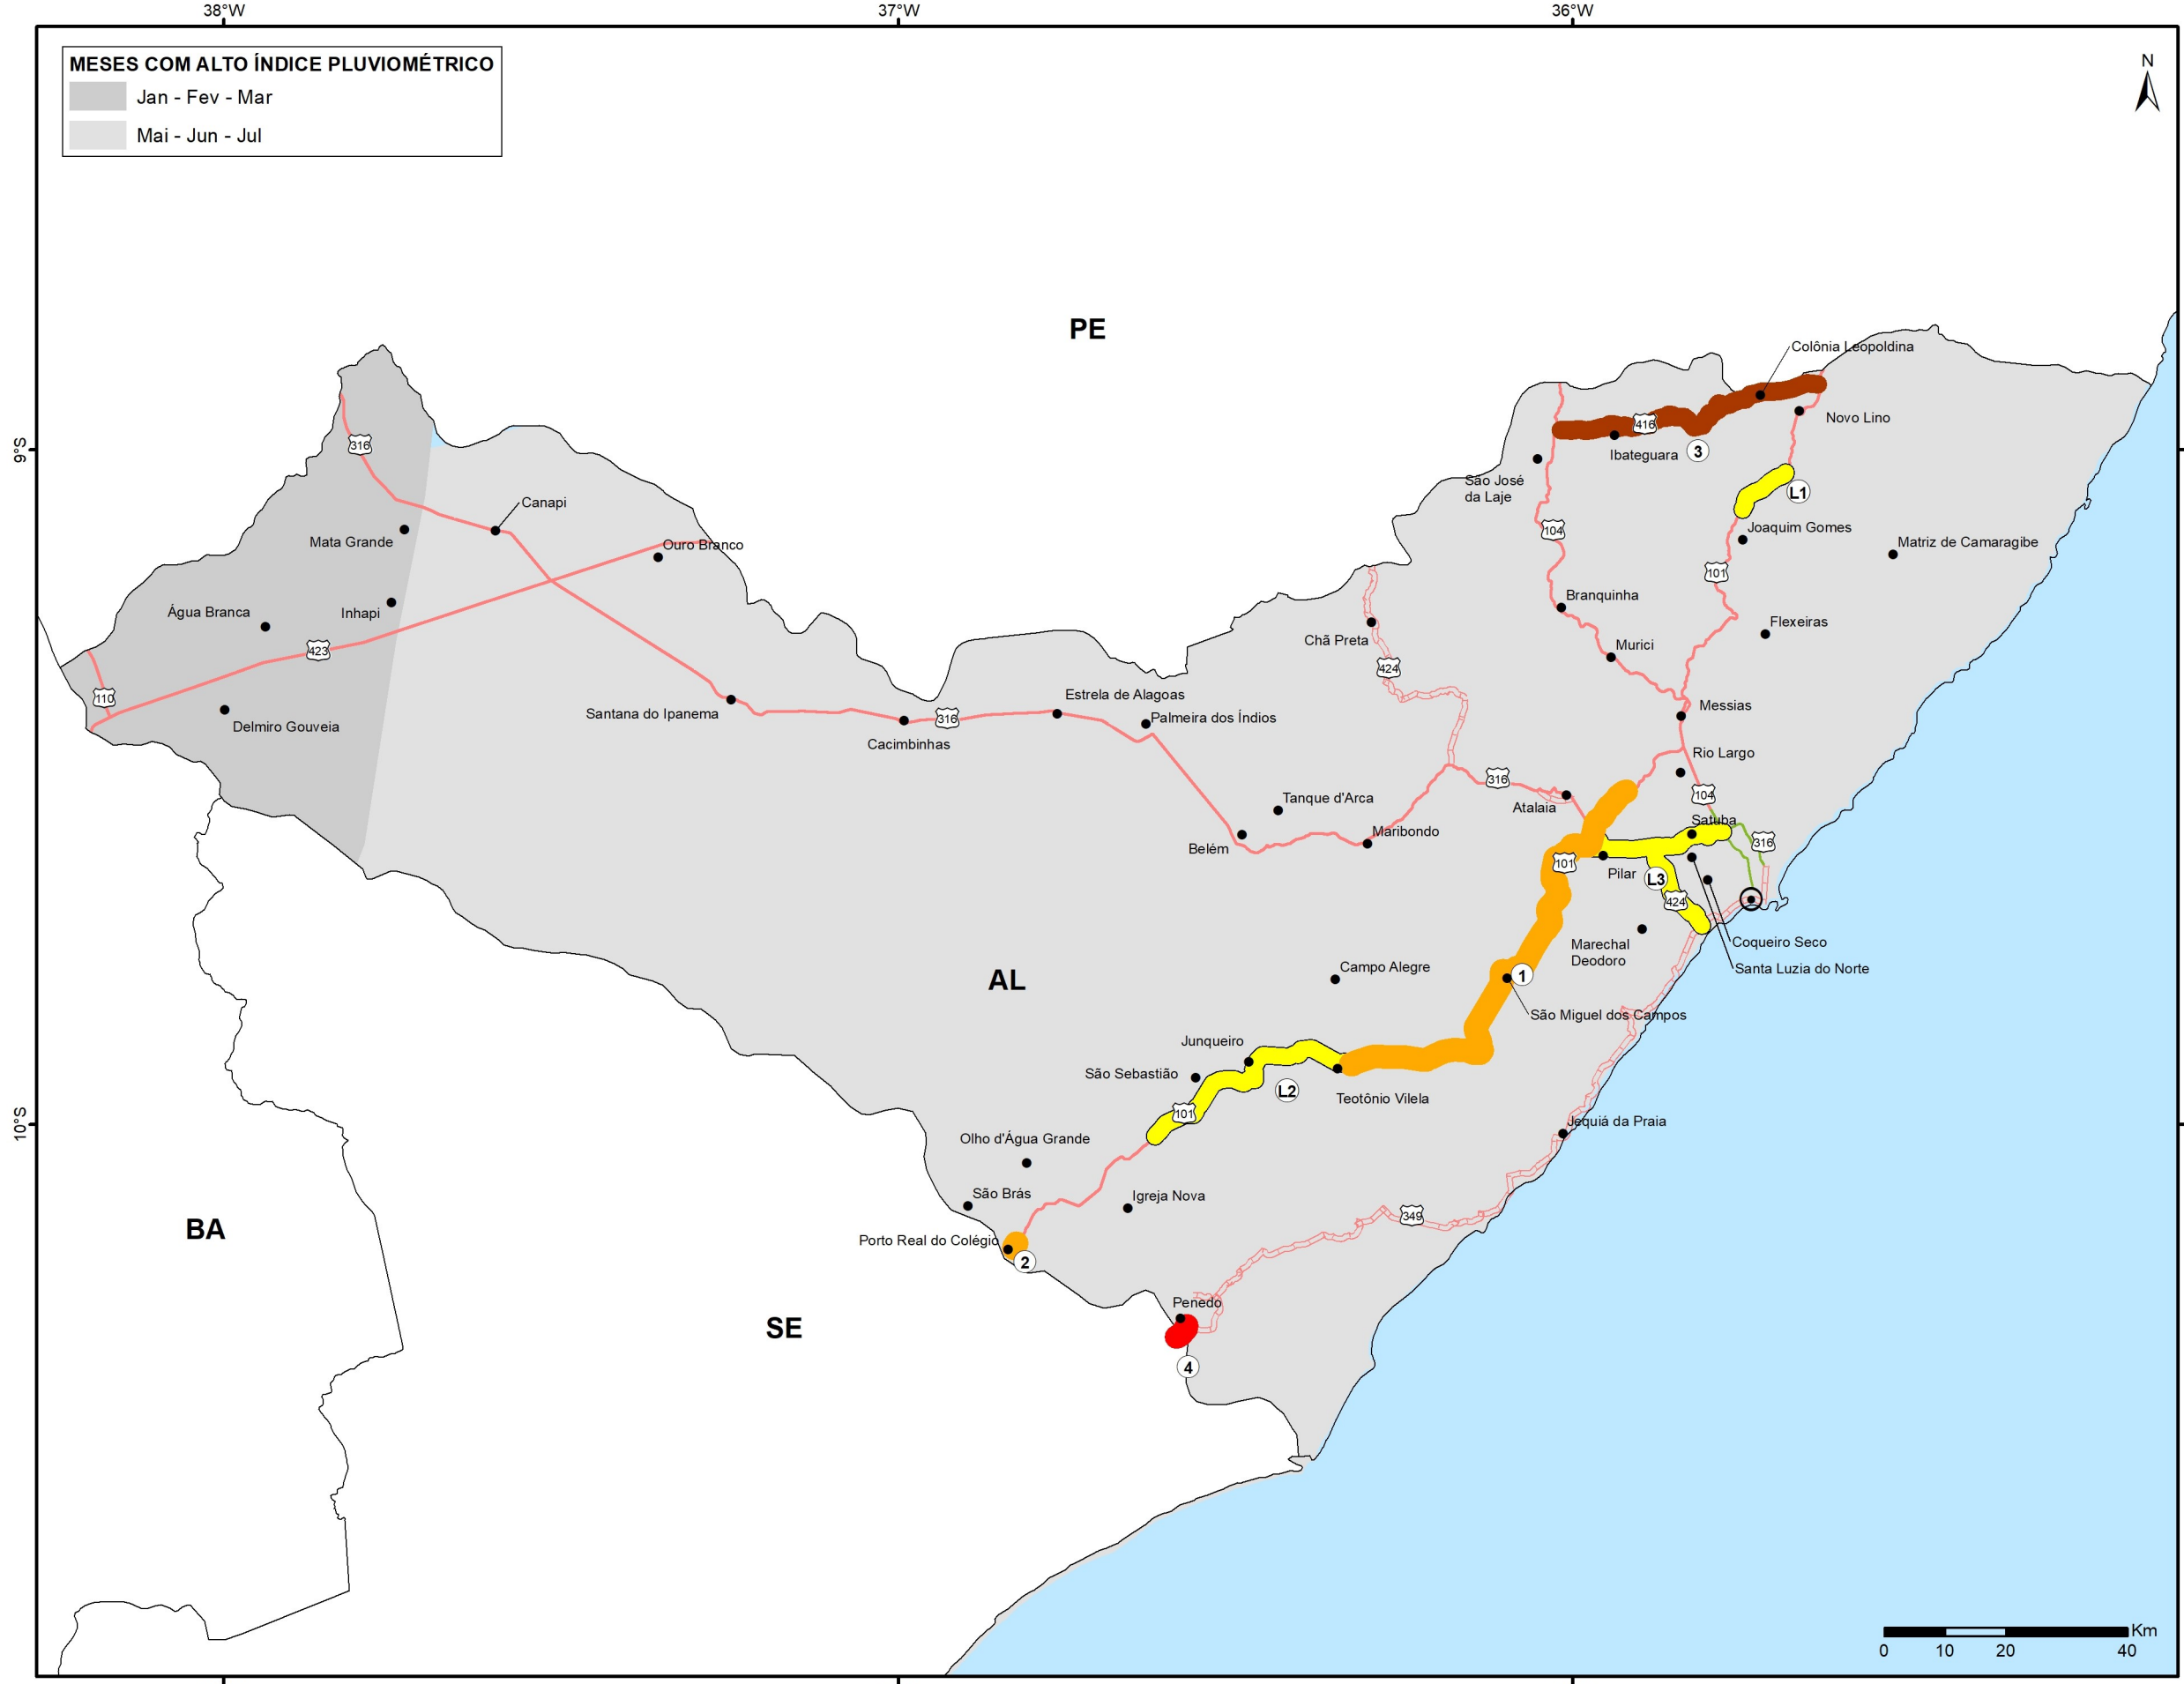 38°W
37°W
36°W
MESES COM ALTO ÍNDICE PLUVIOMÉTRICO
Jan - Fev - Mar
Mai - Jun - Jul
N
PE
Colônia Leopoldina
Novo Lino
416
9°S
316
Ibateguara
3
São José
da Laje
L1
Canapi
104
Joaquim Gomes
Mata Grande
Ouro Branco
Matriz de Camaragibe
101
Branquinha
Água Branca
Inhapi
Flexeiras
Chã Preta
Murici
423
424
110
Estrela de Alagoas
Messias
Santana do Ipanema
316
Palmeira dos Índios
Delmiro Gouveia
Cacimbinhas
Rio Largo
316
104
Tanque d'Arca
Atalaia
Satuba
Maribondo
316
Belém
101
Pilar
L3
424
Marechal
Deodoro
Coqueiro Seco
Santa Luzia do Norte
Campo Alegre
1
AL
São Miguel dos Campos
Junqueiro
São Sebastião
L2
Teotônio Vilela
101
10°S
Jequiá da Praia
Olho d'Água Grande
São Brás
Igreja Nova
349
BA
Porto Real do Colégio
2
Penedo
SE
4
Km
0
10
20
40